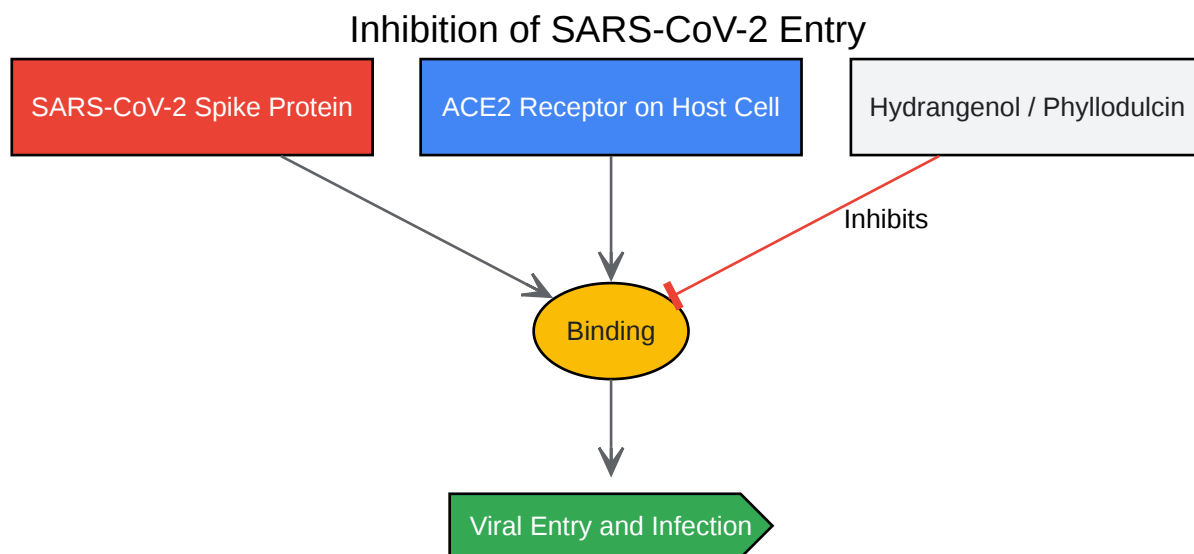 Inhibition of SARS-CoV-2 Entry
SARS-CoV-2 Spike Protein
ACE2 Receptor on Host Cell
Hydrangenol / Phyllodulcin
Inhibits
Binding
Viral Entry and Infection